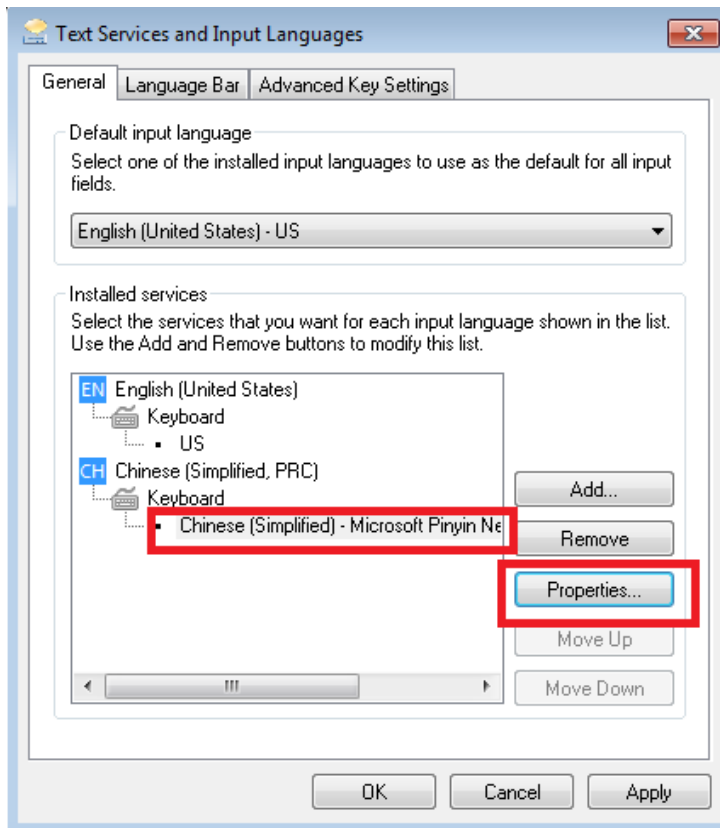 Text Services and Input Languages
General
Language Bar
Advanced Key Settings
Default input language
Select one of the installed input languages to use as the default for all input
fields.
English (United States) - US
Installed services
Select the services that you want for each input language shown in the list.
Use the Add and Remove buttons to modify this list.
EN English (United States)
Keyboard
US
CH Chinese (Simplified, PRC)
Keyboard
Chinese (Simplified) - Microsoft Pinyin Ne
Add...
Remove
Properties...
Move Up
Move Down
OK
Cancel
Apply